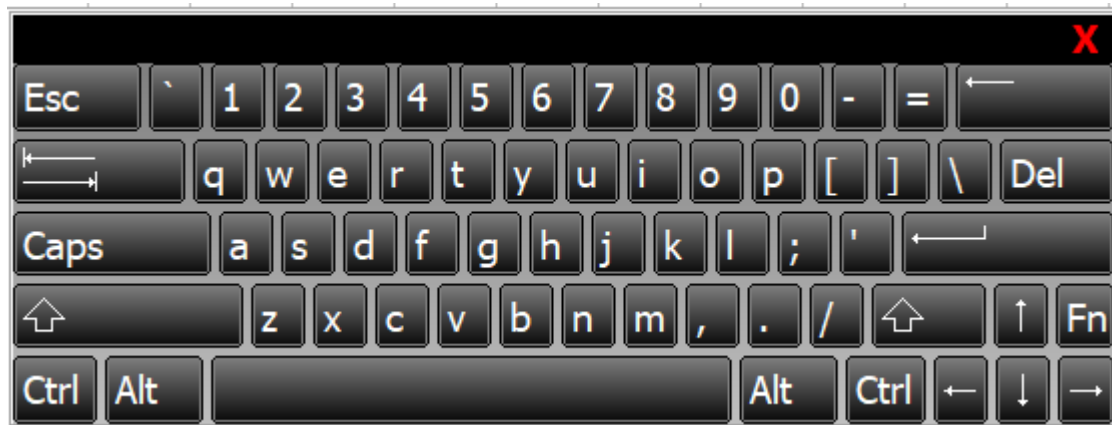 X
Esc ` 1 2 3 4 5 6 7 8 9 0 - = ←
q w e r t y u i o p [ ] \ Del
Caps a s d f g h j k l ; '
z x c v b n m , . / ↑ Fn
Ctrl Alt Alt Ctrl ← ↓ →